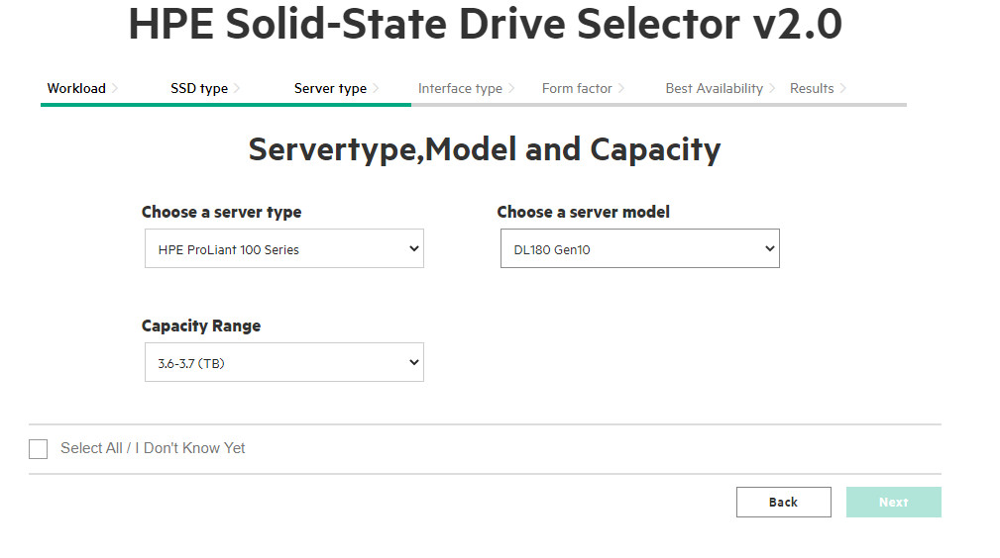 HPE Solid-State Drive Selector v2.0
Workload SSD type Server type Interface type Form factor Best Availability Results
Servertype,Model and Capacity
Choose a server type Choose a server model
HPE ProLiant 100 Series DL180 Gen10
Capacity Range
3.6-3.7 (TB)
Select All / I Don't Know Yet
Back Next